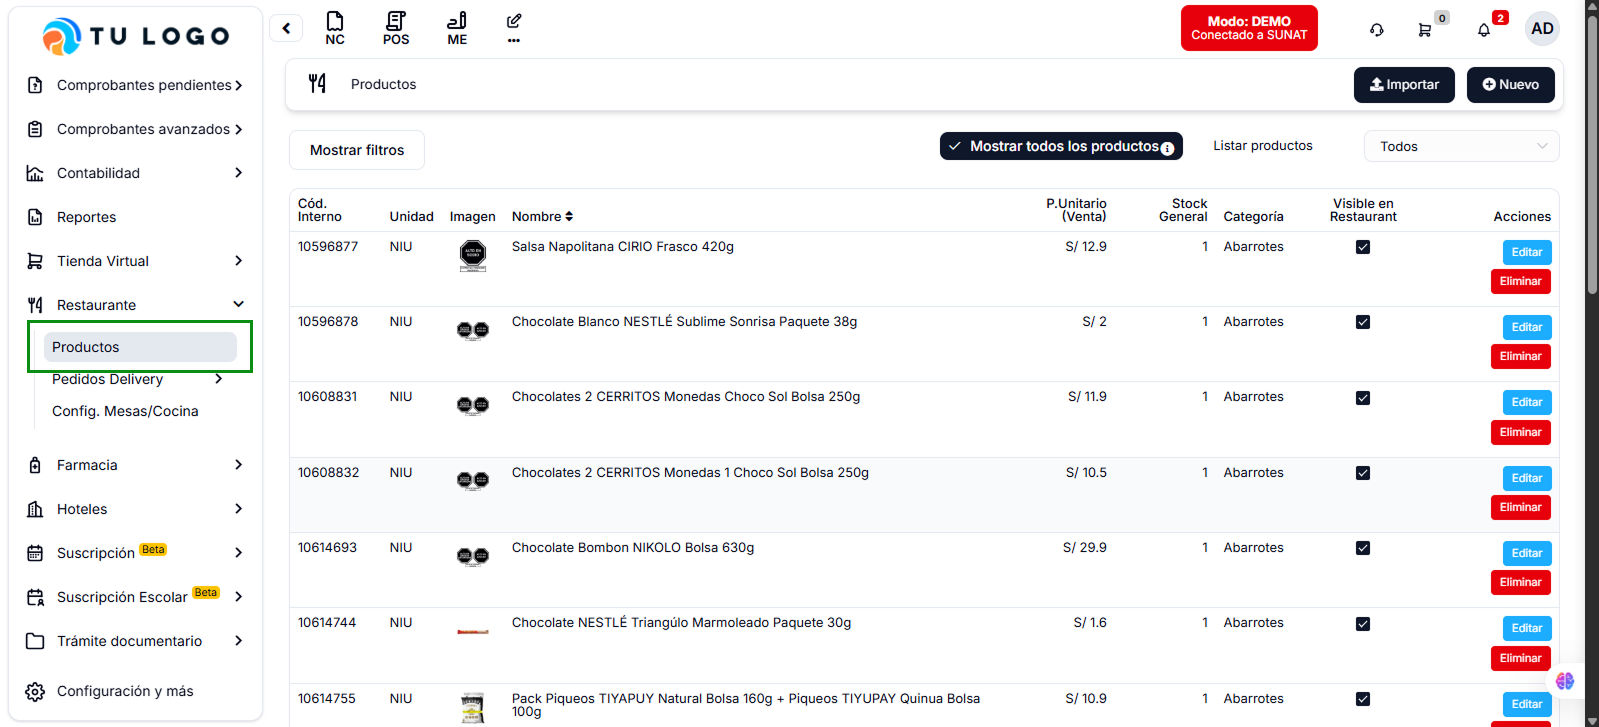 TU LOGO
NC
POS
ME
Modo: DEMO
Conectado a SUNAT
0
2
AD
Comprobantes pendientes
Comprobantes avanzados
Contabilidad
Reportes
Tienda Virtual
Restaurante
Productos
Pedidos Delivery
Config. Mesas/Cocina
Farmacia
Hoteles
Suscripción Beta
Suscripción Escolar Beta
Trámite documentario
Configuración y más
Productos
Importar
Nuevo
Mostrar filtros
Mostrar todos los productos
Listar productos
Todos
Cód. Interno Unidad Imagen Nombre P.Unitario (Venta) Stock General Categoría Visible en Restaurant Acciones
10596877 NIU Salsa Napolitana CIRIO Frasco 420g S/ 12.9 1 Abarrotes Editar
Eliminar
10596878 NIU Chocolate Blanco NESTLÉ Sublime Sonrisa Paquete 38g S/ 2 1 Abarrotes Editar
Eliminar
10608831 NIU Chocolates 2 CERRITOS Monedas Choco Sol Bolsa 250g S/ 11.9 1 Abarrotes Editar
Eliminar
10608832 NIU Chocolates 2 CERRITOS Monedas 1 Choco Sol Bolsa 250g S/ 10.5 1 Abarrotes Editar
Eliminar
10614693 NIU Chocolate Bombon NIKOLO Bolsa 630g S/ 29.9 1 Abarrotes Editar
Eliminar
10614744 NIU Chocolate NESTLÉ Triangúlo Marmoleado Paquete 30g S/ 1.6 1 Abarrotes Editar
Eliminar
10614755 NIU Pack Piqueos TIYAPUY Natural Bolsa 160g + Piqueos TIYUPAY Quinua Bolsa S/ 10.9 1 Abarrotes Editar
100g